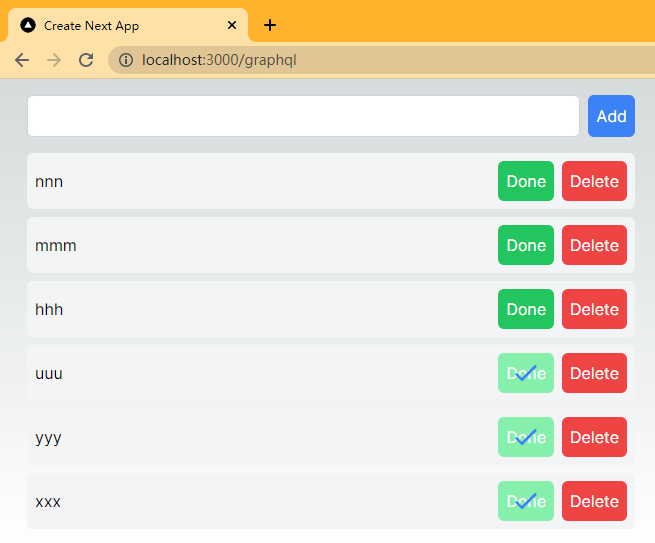 Create Next App
localhost:3000/graphql
Add
nnn Done Delete
mmm Done Delete
hhh Done Delete
uuu Done Delete
yyy Done Delete
xxx Done Delete